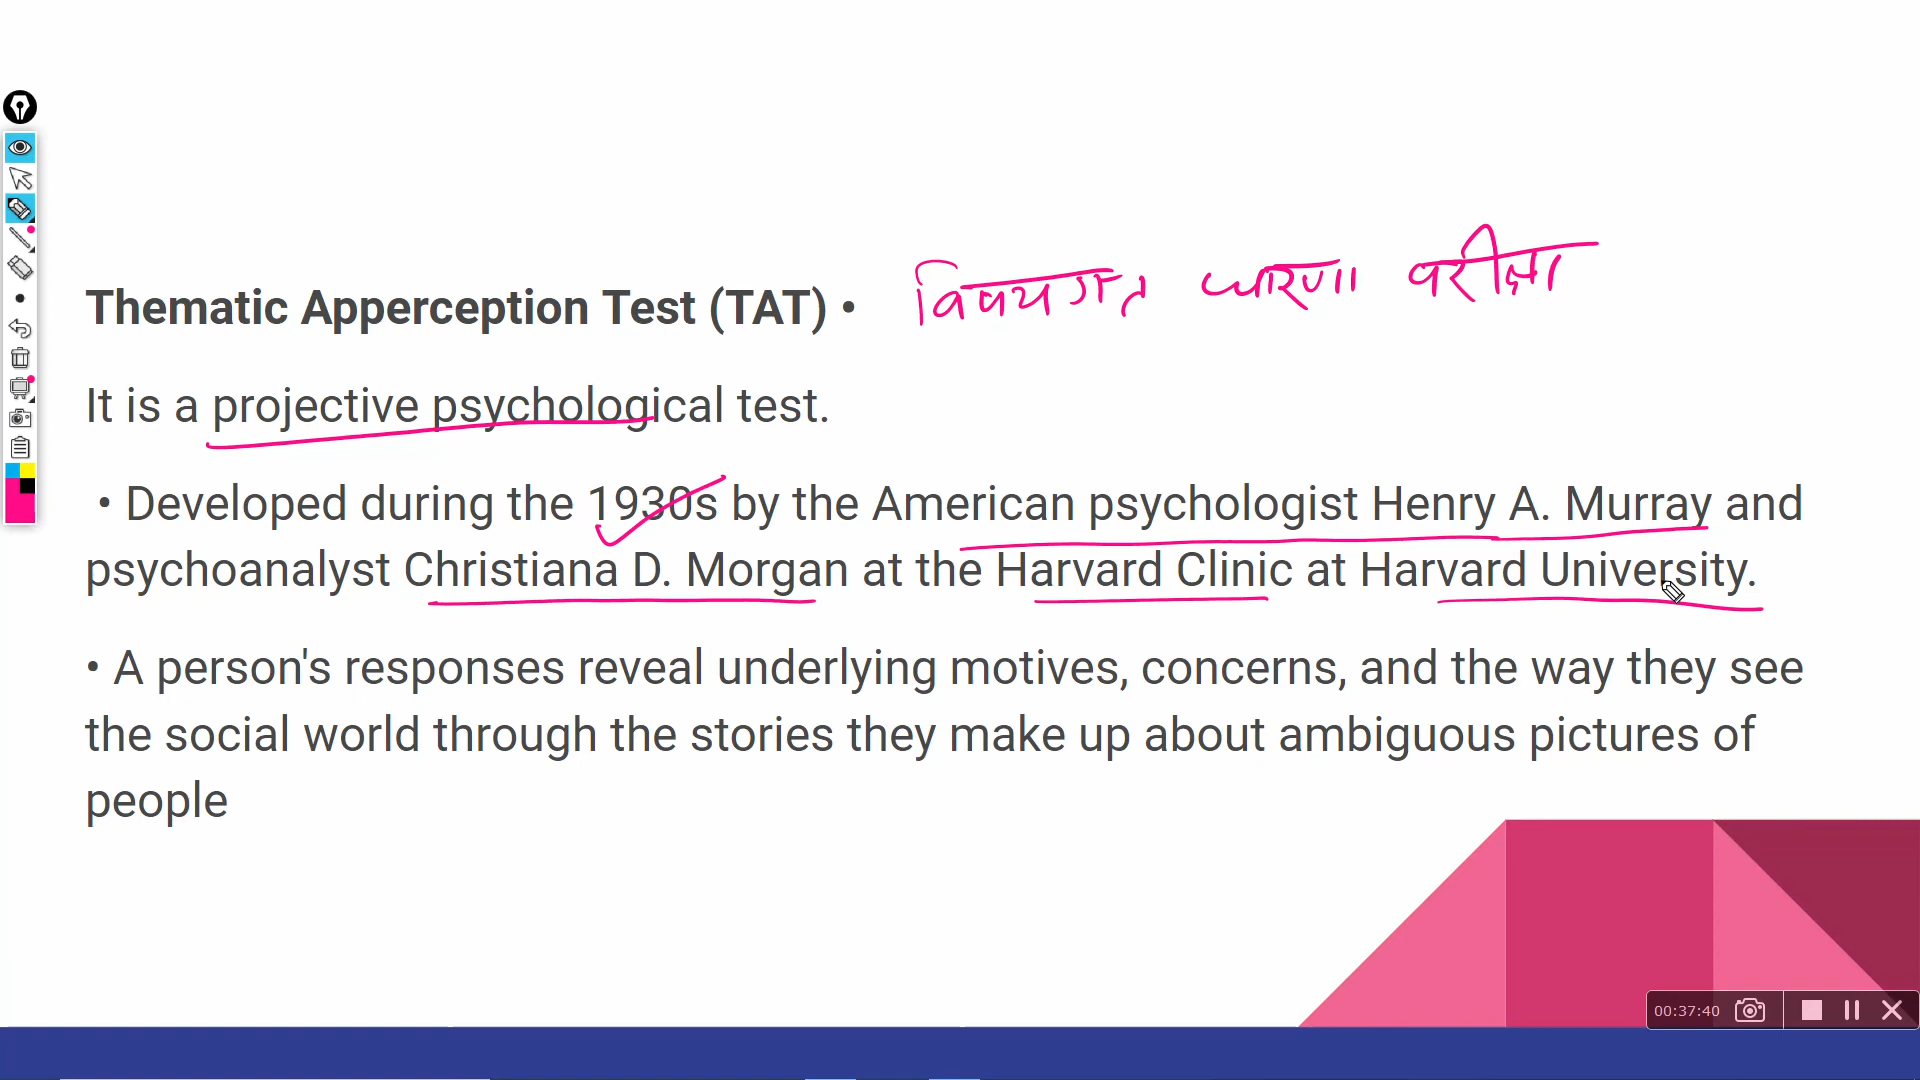 Thematic Apperception Test (TAT) • विषयगत धारणा परीक्षा
It is a projective psychological test.
• Developed during the 1930s by the American psychologist Henry A. Murray and
psychoanalyst Christiana D. Morgan at the Harvard Clinic at Harvard University.
• A person's responses reveal underlying motives, concerns, and the way they see
the social world through the stories they make up about ambiguous pictures of
people
00:37:40